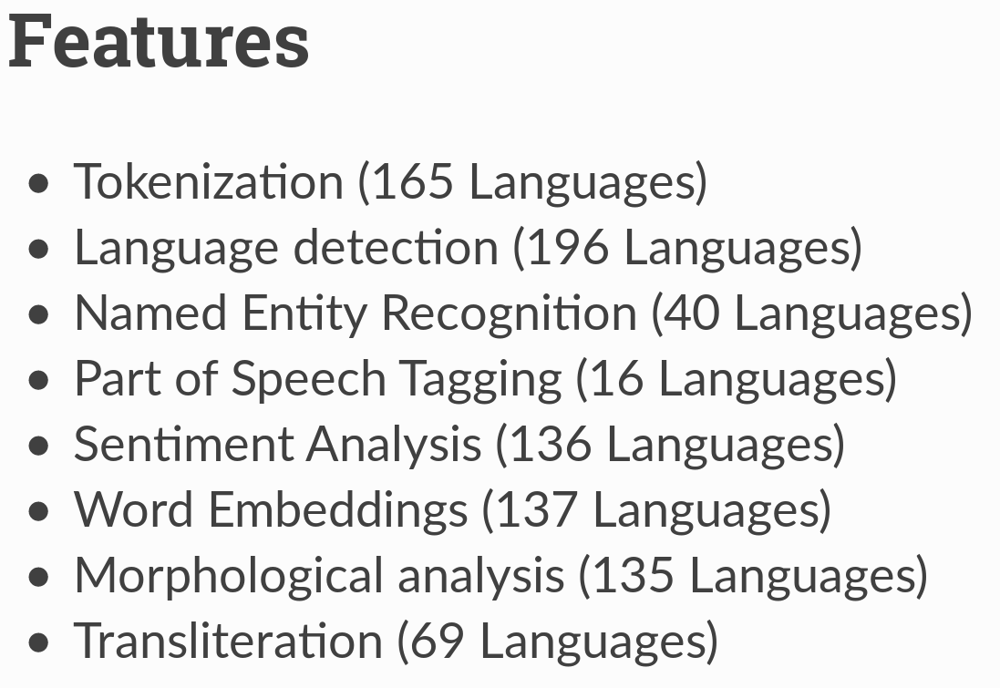 Features
• Tokenization (165 Languages)
• Language detection (196 Languages)
• Named Entity Recognition (40 Languages)
• Part of Speech Tagging (16 Languages)
• Sentiment Analysis (136 Languages)
• Word Embeddings (137 Languages)
• Morphological analysis (135 Languages)
• Transliteration (69 Languages)